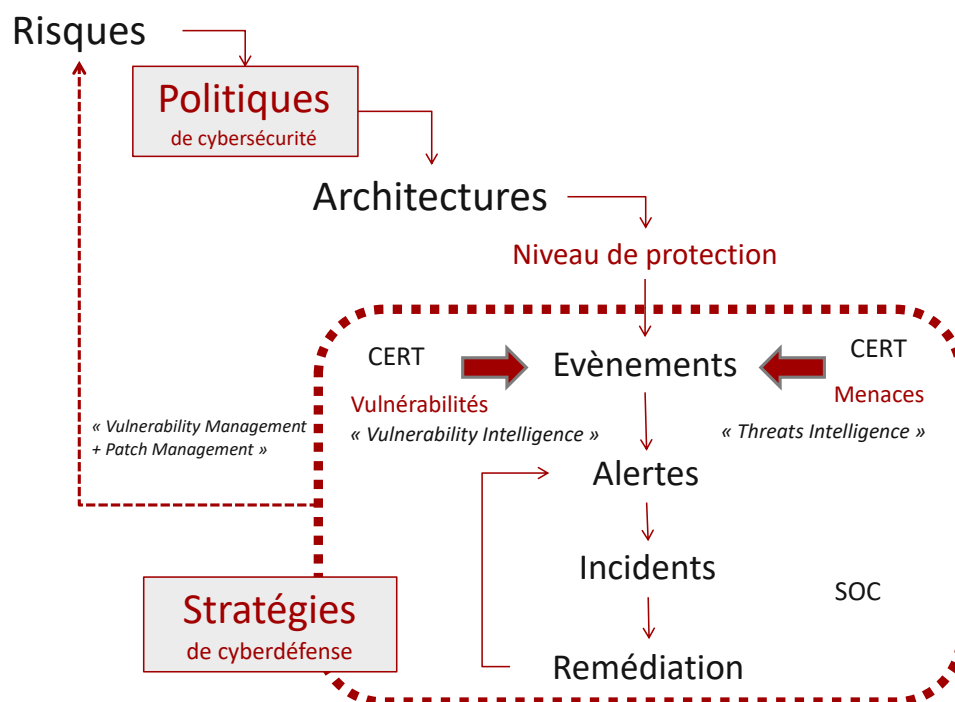 Risques
Politiques
de cybersécurité
Architectures
Niveau de protection
CERT
Evènements
CERT
Vulnérabilités
Menaces
« Vulnerability Management
+ Patch Management »
« Vulnerability Intelligence »
« Threats Intelligence »
Alertes
Incidents
SOC
Stratégies
de cyberdéfense
Remédiation